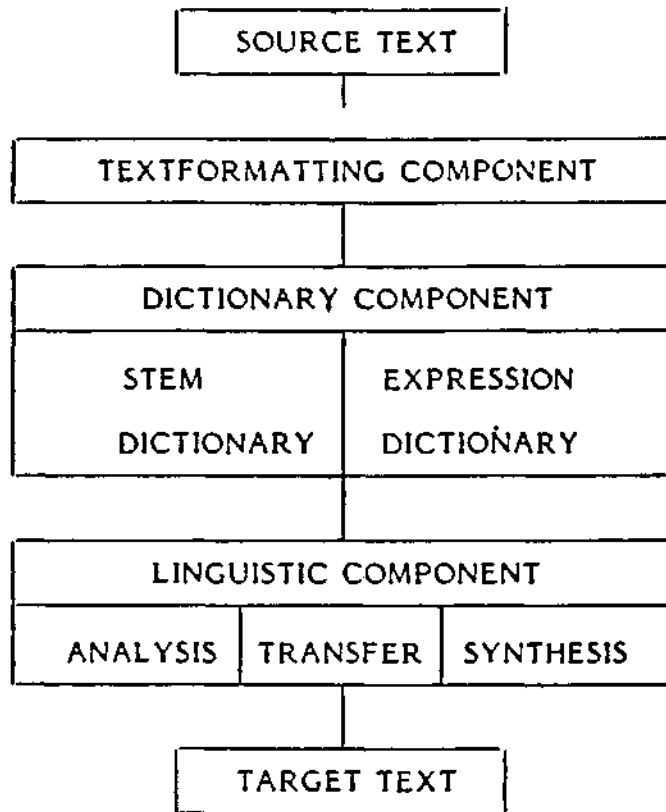 SOURCE TEXT
TEXTFORMATTING COMPONENT
DICTIONARY COMPONENT
STEM EXPRESSION
DICTIONARY DICTIONARY
LINGUISTIC COMPONENT
ANALYSIS TRANSFER SYNTHESIS
TARGET TEXT